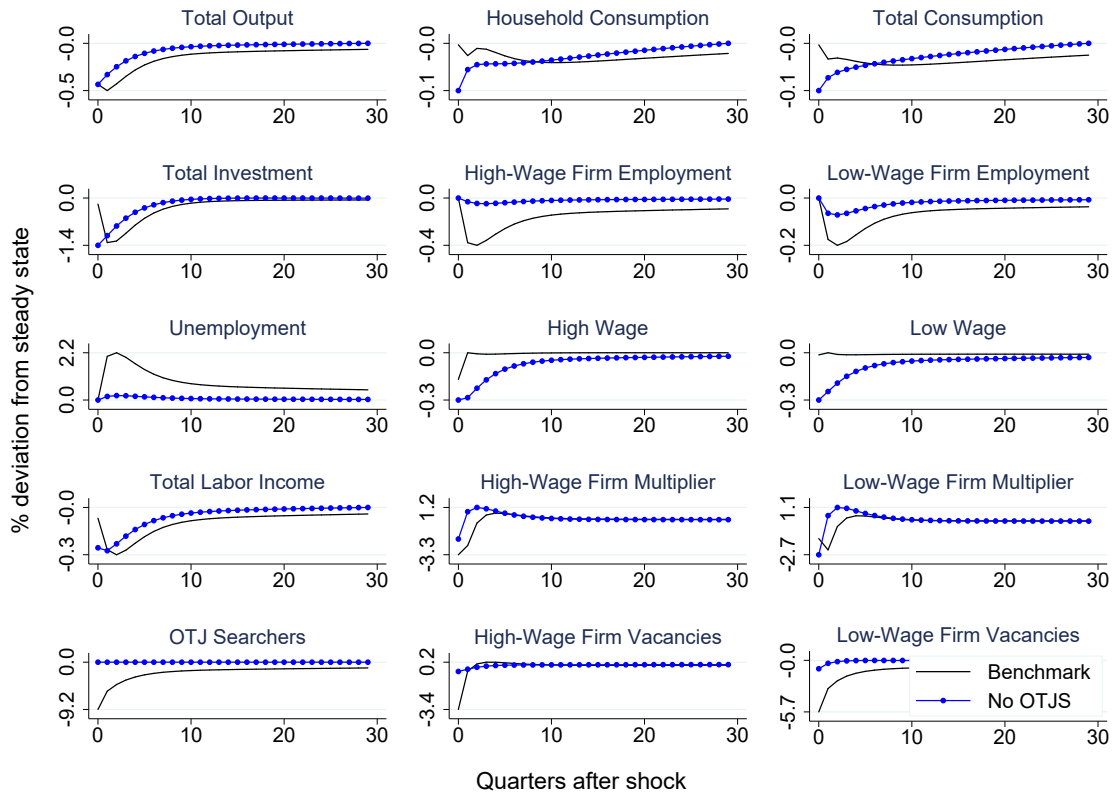 Total Output
Household Consumption
Total Consumption
-0.0
-0.5
0 10 20 30
-0.0
-0.1
0 10 20 30
-0.0
-0.1
0 10 20 30
Total Investment
High-Wage Firm Employment
Low-Wage Firm Employment
0.0
-1.4
0 10 20 30
0.0
-0.4
0 10 20 30
0.0
-0.2
0 10 20 30
Unemployment
High Wage
Low Wage
2.2
0.0
0 10 20 30
0.0
-0.3
0 10 20 30
0.0
-0.3
0 10 20 30
Total Labor Income
High-Wage Firm Multiplier
Low-Wage Firm Multiplier
-0.0
-0.3
0 10 20 30
1.2
-3.3
0 10 20 30
1.1
-2.7
0 10 20 30
OTJ Searchers
High-Wage Firm Vacancies
Low-Wage Firm Vacancies
0.0
-9.2
0 10 20 30
0.2
-3.4
0 10 20 30
-0.0
-5.7
0 10 20 30
Benchmark
No OTJS
% deviation from steady state
Quarters after shock